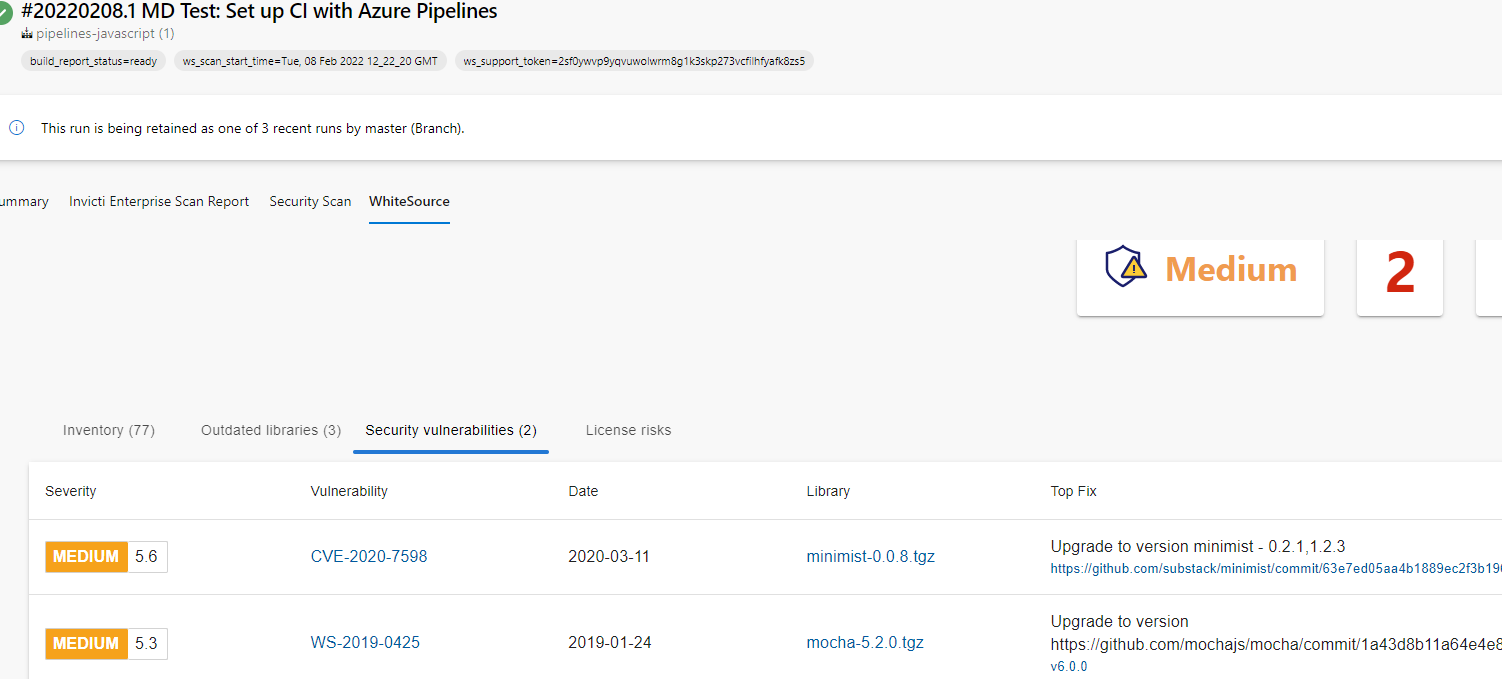 #20220208.1 MD Test: Set up CI with Azure Pipelines
pipelines-javascript (1)
build_report_status=ready ws_scan_start_time=Tue, 08 Feb 2022 12_22_20 GMT ws_support_token=2sf0ywvp9yqvuwolwrm8g1k3skp273vcfilhfyafk8zs5
This run is being retained as one of 3 recent runs by master (Branch).
ummary Invicti Enterprise Scan Report Security Scan WhiteSource
Medium 2
Inventory (77) Outdated libraries (3) Security vulnerabilities (2) License risks
Severity Vulnerability Date Library Top Fix
MEDIUM 5.6 CVE-2020-7598 2020-03-11 minimist-0.0.8.tgz Upgrade to version minimist - 0.2.1,1.2.3
https://github.com/substack/minimist/commit/63e7ed05aa4b1889ec2f3b196
MEDIUM 5.3 WS-2019-0425 2019-01-24 mocha-5.2.0.tgz Upgrade to version
https://github.com/mochajs/mocha/commit/1a43d8b11a64e4e8
v6.0.0